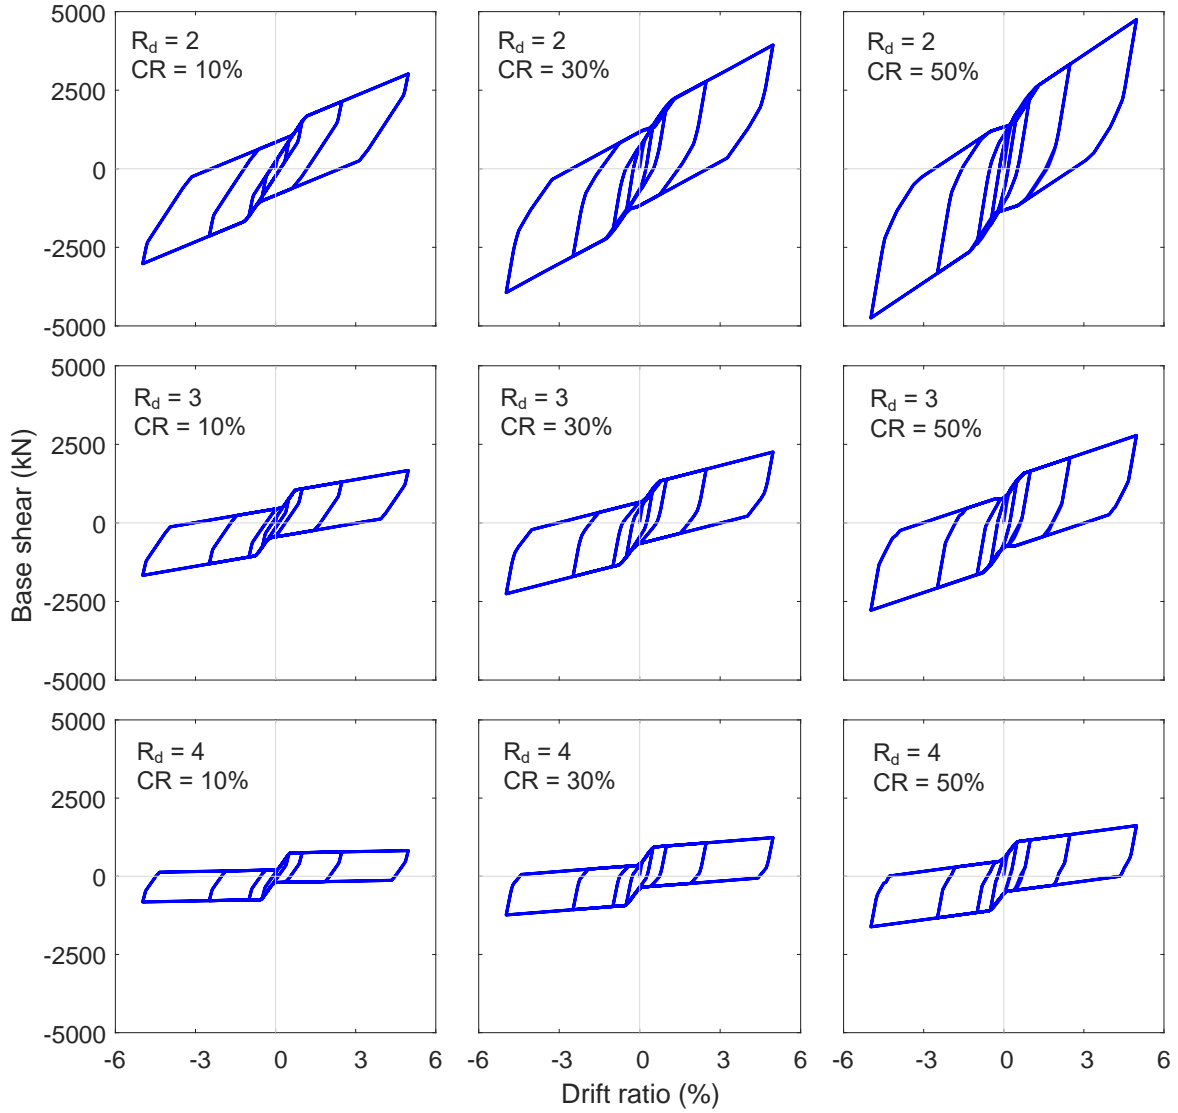 5000
2500
0
-2500
-5000
R_d = 2
CR = 10%
R_d = 2
CR = 30%
R_d = 2
CR = 50%
5000
2500
0
-2500
-5000
R_d = 3
CR = 10%
R_d = 3
CR = 30%
R_d = 3
CR = 50%
Base shear (kN)
5000
2500
0
-2500
-5000
R_d = 4
CR = 10%
R_d = 4
CR = 30%
R_d = 4
CR = 50%
-6 -3 0 3 6
-6 -3 0 3 6
-6 -3 0 3 6
Drift ratio (%)